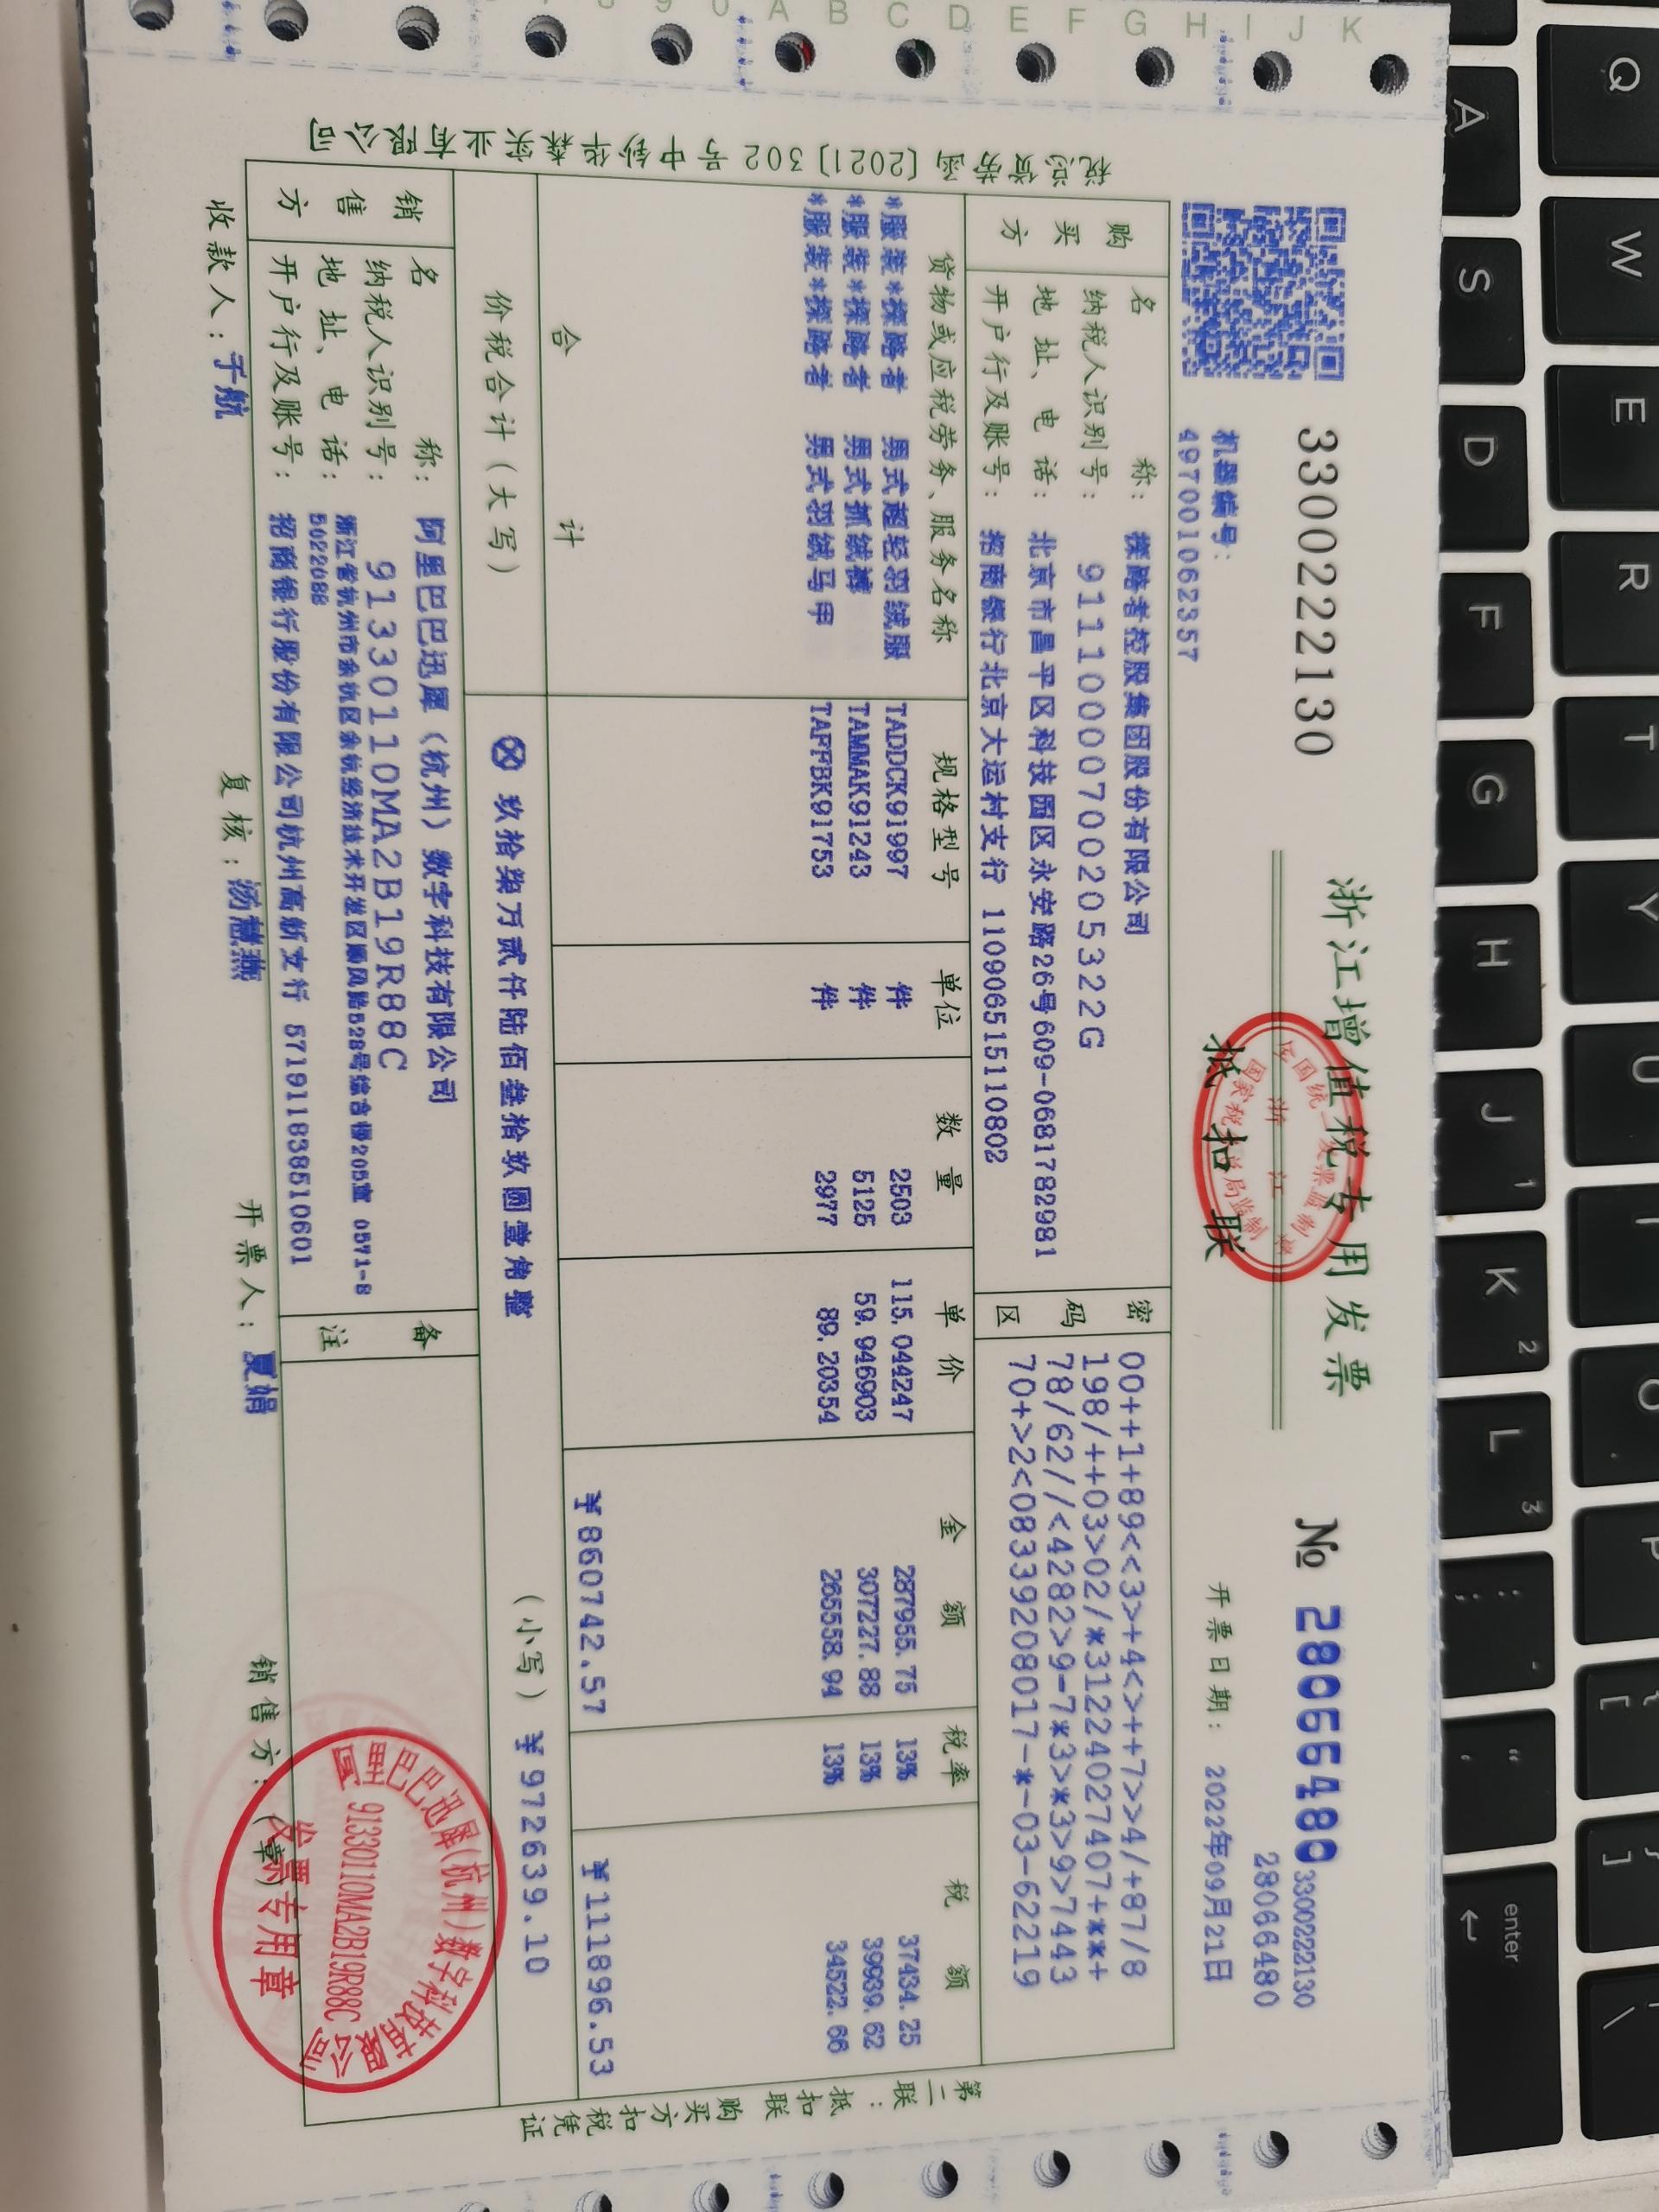 3300222130
浙江增值税专用发票
№ 28066480
3300222130
28066480
抵扣联
机器编号:
497001062357
开票日期: 2022年09月21日
全国统一发票监制章
浙江
国家税务总局监制
税总货劳函〔2021〕302号中钞华森实业有限公司
购买方
名 称: 探路者控股集团股份有限公司
纳税人识别号: 91110000700205322G
地 址、电 话: 北京市昌平区科技园区永安路26号609-0681782981
开户行及账号: 招商银行北京大运村支行 110906515110802
密码区
00++1+89<<3>+4<>++7>>4/+87/8
198/++03>02/*31224027407+**+
78/62//<4282>9-7*3>*3>9>7443
70+>2<08339208017-*-03-62219
货物或应税劳务、服务名称 规格型号 单位 数量 单价 金额 税率 税额
*服装*探路者 男式超轻羽绒服 TADDCK91997 件 2503 115.044247 287955.75 13% 37434.25
*服装*探路者 男式抓绒裤 TAMMAK91243 件 5125 59.946903 307227.88 13% 39939.62
*服装*探路者 男式羽绒马甲 TAPFBK91753 件 2977 89.20354 265558.94 13% 34522.66
合计 ¥860742.57 ¥111896.53
价税合计(大写) ⊗ 玖拾柒万贰仟陆佰叁拾玖圆壹角整 (小写) ¥972639.10
销售方
名 称: 阿里巴巴迅犀(杭州)数字科技有限公司
纳税人识别号: 91330110MA2B19R88C
地 址、电 话: 浙江省杭州市余杭区余杭经济技术开发区顺风路528号综合楼205室 0571-8
5022088
开户行及账号: 招商银行股份有限公司杭州高新支行 571911838510601
备注
收款人: 于航 复核: 汤慧燕 开票人: 夏娟 销售方:(章)
阿里巴巴迅犀(杭州)数字科技有限公司
91330110MA2B19R88C
发票专用章
第二联:抵扣联 购买方扣税凭证
A B C D E F G H I J K
Q W E R T Y U I O P { [ } ] | \
A S D F G H J 1 K 2 L 3 : ; " ' enter